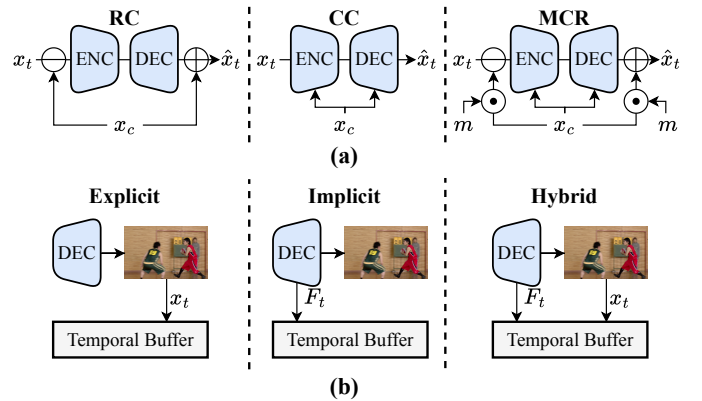 RC
CC
MCR
x_t
ENC
DEC
x̂_t
x_c
x_t
ENC
DEC
x̂_t
x_c
x_t
ENC
DEC
x̂_t
m
x_c
m
(a)
Explicit
Implicit
Hybrid
DEC
x_t
Temporal Buffer
DEC
F_t
Temporal Buffer
DEC
F_t
x_t
Temporal Buffer
(b)